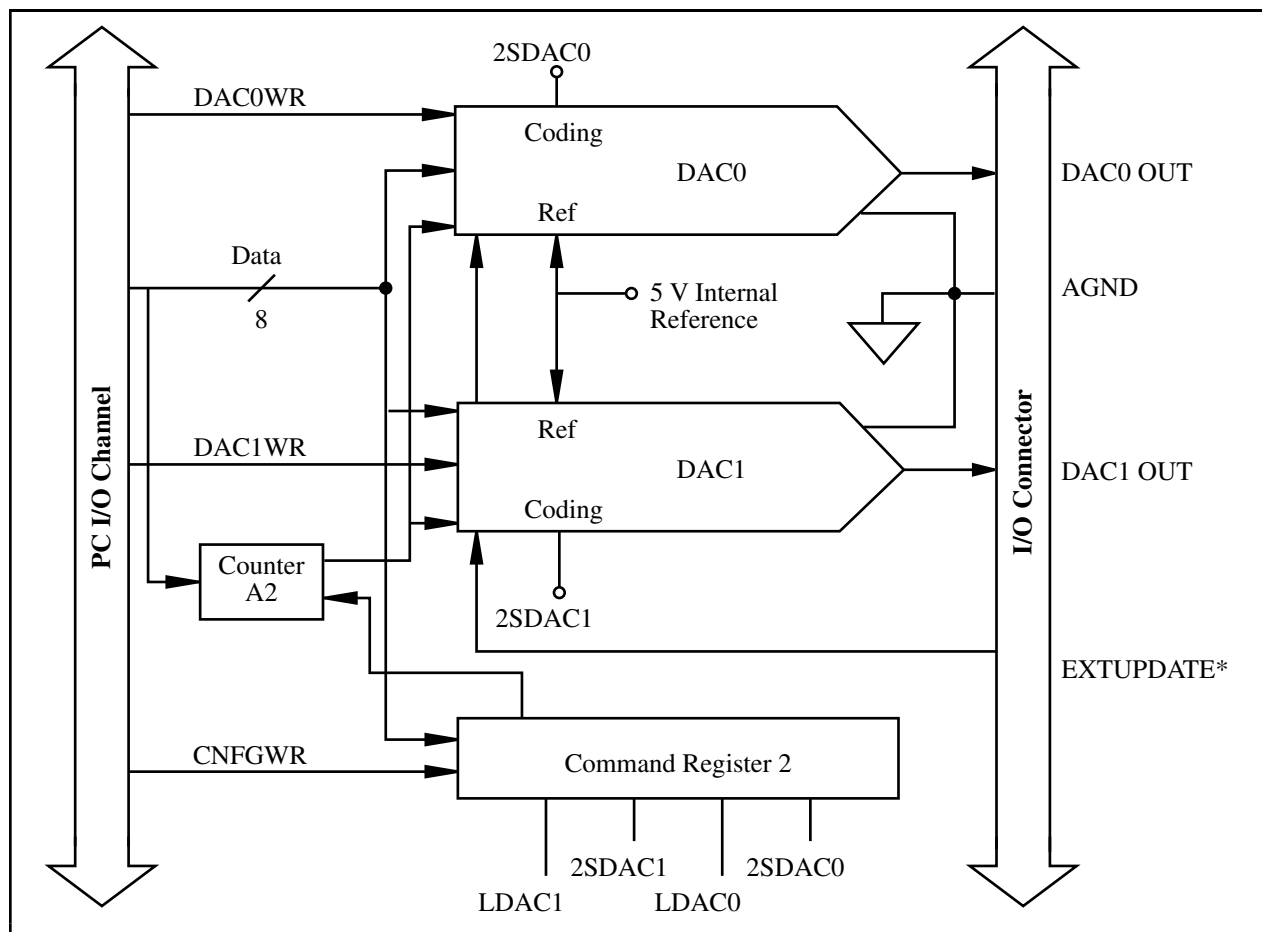 2SDAC0
DAC0WR
Coding
DAC0
DAC0 OUT
Ref
Data
8
5 V Internal
Reference
AGND
PC I/O Channel
I/O Connector
Ref
DAC1WR
DAC1
DAC1 OUT
Coding
Counter
A2
2SDAC1
EXTUPDATE*
CNFGWR
Command Register 2
2SDAC1
2SDAC0
LDAC1
LDAC0